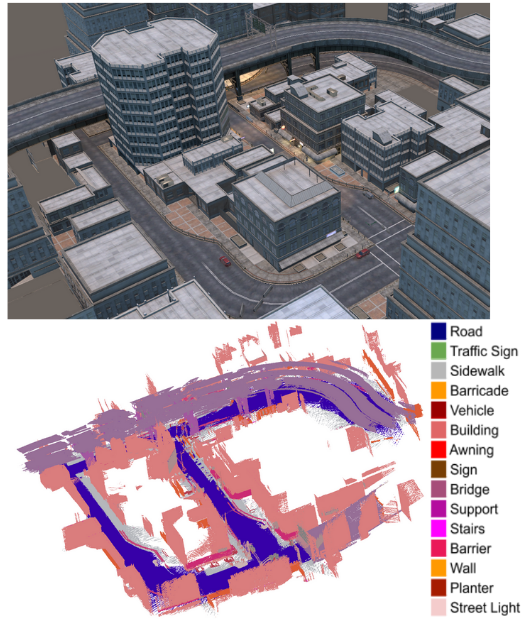 Road
Traffic Sign
Sidewalk
Barricade
Vehicle
Building
Awning
Sign
Bridge
Support
Stairs
Barrier
Wall
Planter
Street Light